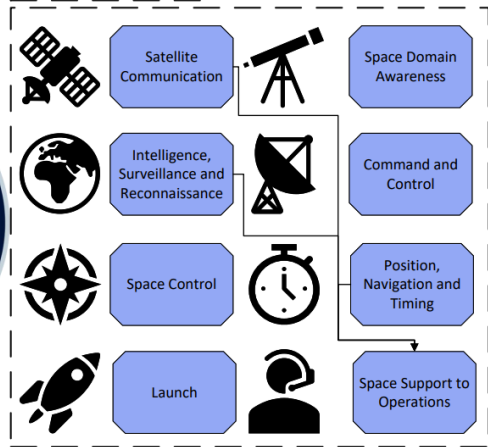 Satellite
Communication
Space Domain
Awareness
Intelligence,
Surveillance and
Reconnaissance
Command and
Control
Space Control
Position,
Navigation and
Timing
Launch
Space Support to
Operations